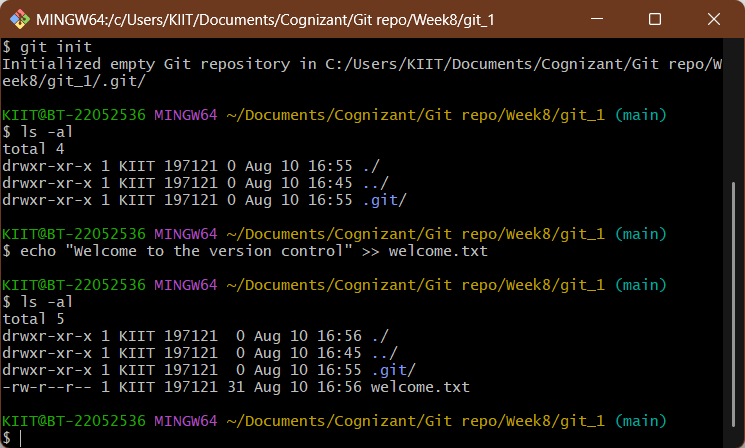 MINGW64:/c/Users/KIIT/Documents/Cognizant/Git repo/Week8/git_1
$ git init
Initialized empty Git repository in C:/Users/KIIT/Documents/Cognizant/Git repo/W
eek8/git_1/.git/
KIIT@BT-22052536 MINGW64 ~/Documents/Cognizant/Git repo/Week8/git_1 (main)
$ ls -al
total 4
drwxr-xr-x 1 KIIT 197121 0 Aug 10 16:55 ./
drwxr-xr-x 1 KIIT 197121 0 Aug 10 16:45 ../
drwxr-xr-x 1 KIIT 197121 0 Aug 10 16:55 .git/
KIIT@BT-22052536 MINGW64 ~/Documents/Cognizant/Git repo/Week8/git_1 (main)
$ echo "Welcome to the version control" >> welcome.txt
KIIT@BT-22052536 MINGW64 ~/Documents/Cognizant/Git repo/Week8/git_1 (main)
$ ls -al
total 5
drwxr-xr-x 1 KIIT 197121  0 Aug 10 16:56 ./
drwxr-xr-x 1 KIIT 197121  0 Aug 10 16:45 ../
drwxr-xr-x 1 KIIT 197121  0 Aug 10 16:55 .git/
-rw-r--r-- 1 KIIT 197121 31 Aug 10 16:56 welcome.txt
KIIT@BT-22052536 MINGW64 ~/Documents/Cognizant/Git repo/Week8/git_1 (main)
$